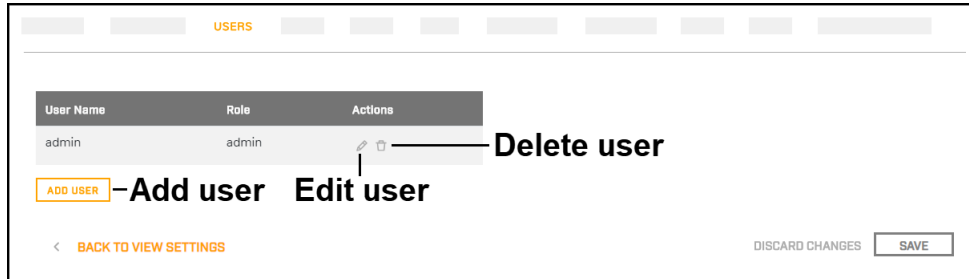 USERS
User Name Role Actions
admin admin
Delete user
ADD USER Add user Edit user
< BACK TO VIEW SETTINGS DISCARD CHANGES SAVE